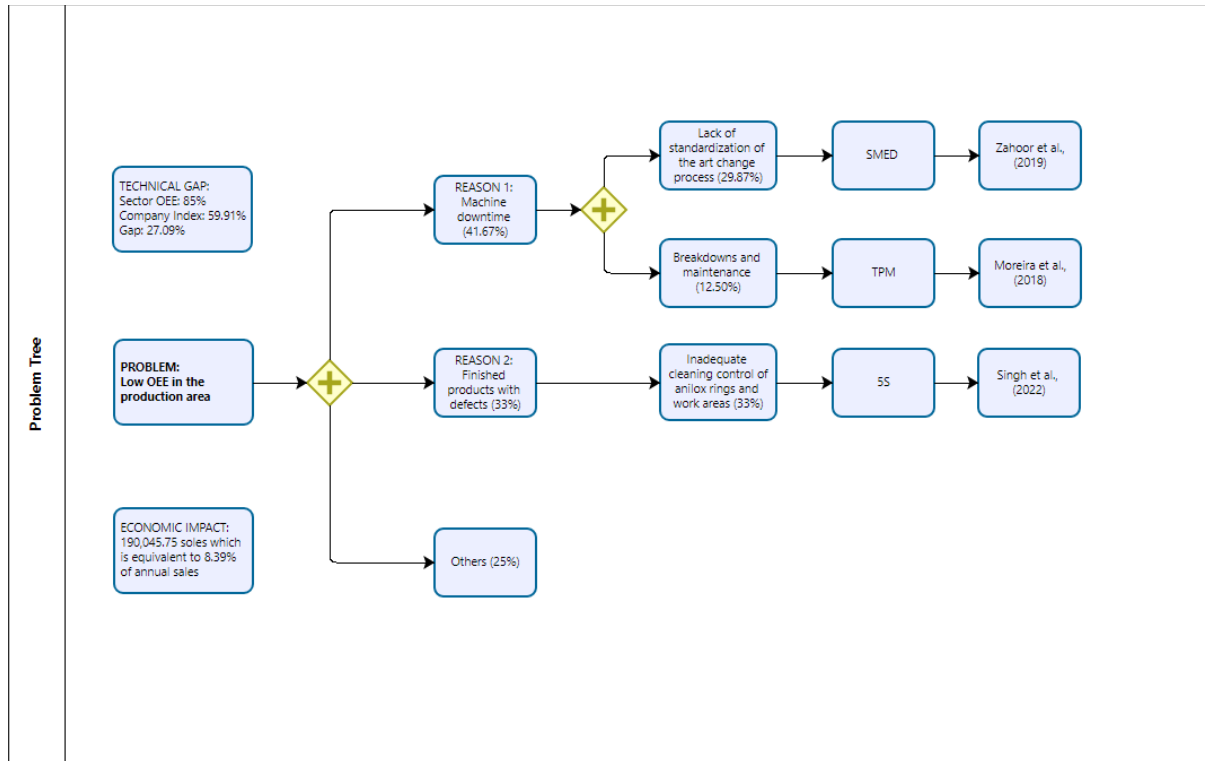 Problem Tree
TECHNICAL GAP:
Sector OEE: 85%
Company Index: 59.91%
Gap: 27.09%
PROBLEM:
Low OEE in the
production area
ECONOMIC IMPACT:
190,045.75 soles which
is equivalent to 8.39%
of annual sales
REASON 1:
Machine
downtime
(41.67%)
Lack of
standardization of
the art change
process (29.87%)
SMED
Zahoor et al.,
(2019)
Breakdowns and
maintenance
(12.50%)
TPM
Moreira et al.,
(2018)
REASON 2:
Finished
products with
defects (33%)
Inadequate
cleaning control of
anilox rings and
work areas (33%)
5S
Singh et al.,
(2022)
Others (25%)